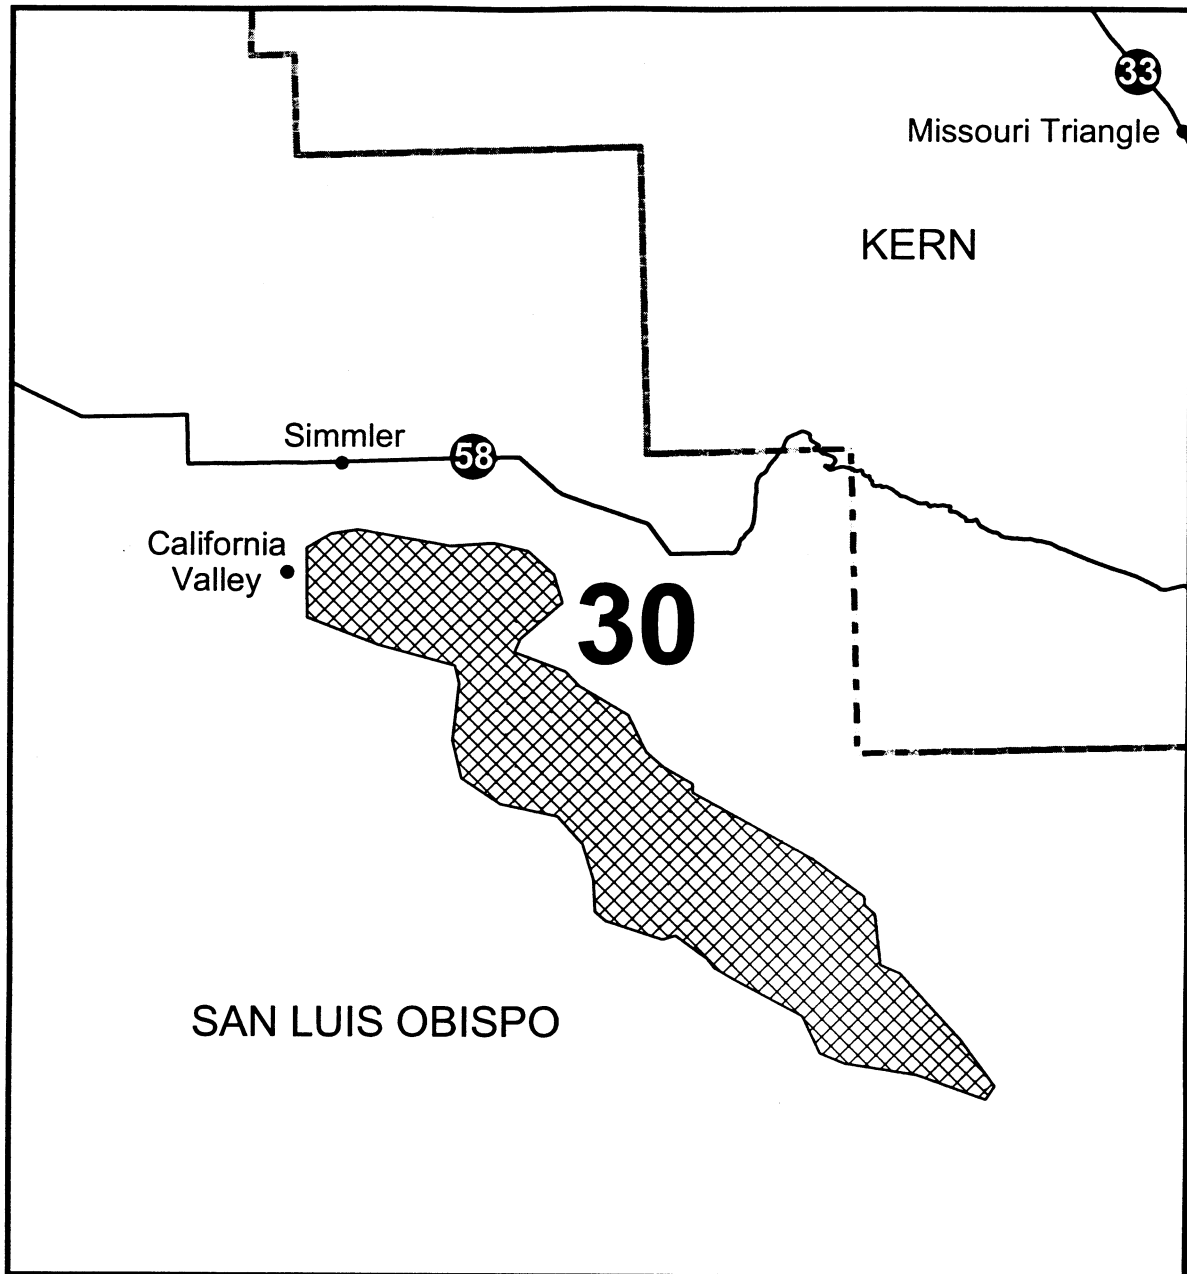 33
Missouri Triangle
KERN
Simmler
58
California
Valley
30
SAN LUIS OBISPO